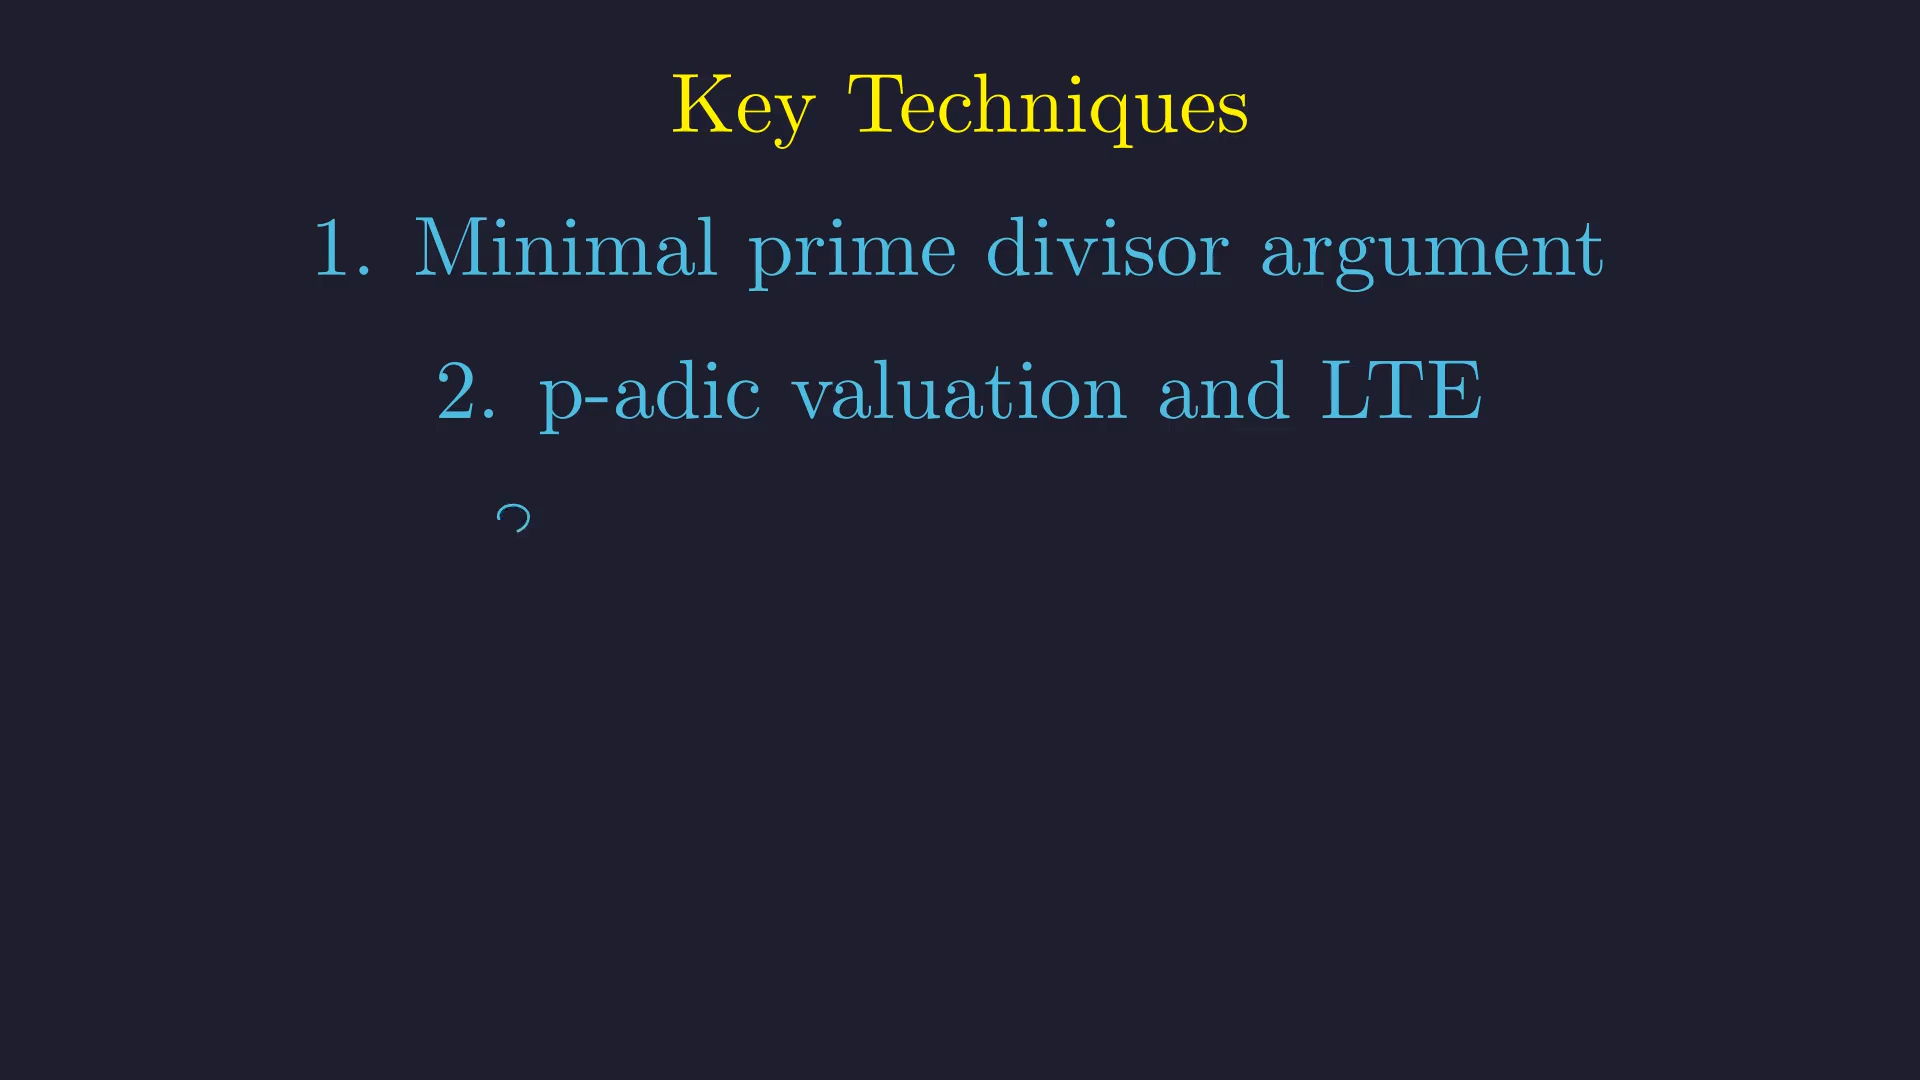 Key Techniques
1. Minimal prime divisor argument
2. p-adic valuation and LTE